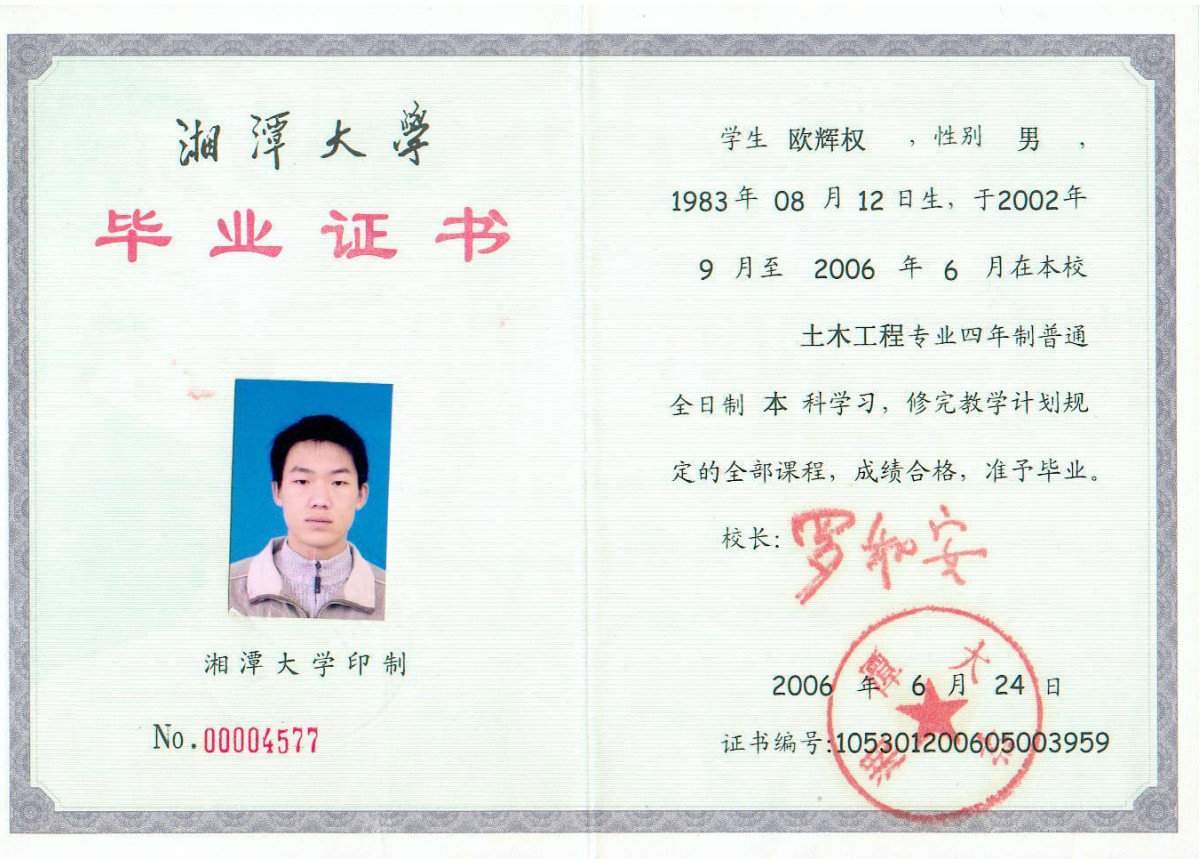 湘潭大學
毕业证书
湘潭大学印制
No.00004577
学生 欧辉权 ,性别 男 ,
1983年 08 月 12 日生, 于2002年
9 月至 2006 年 6 月在本校
土木工程专业四年制普通
全日制 本 科学习, 修完教学计划规
定的全部课程, 成绩合格, 准予毕业。
校长: 罗和安
湘潭大学
2006 年 6 月 24 日
证书编号:105301200605003959